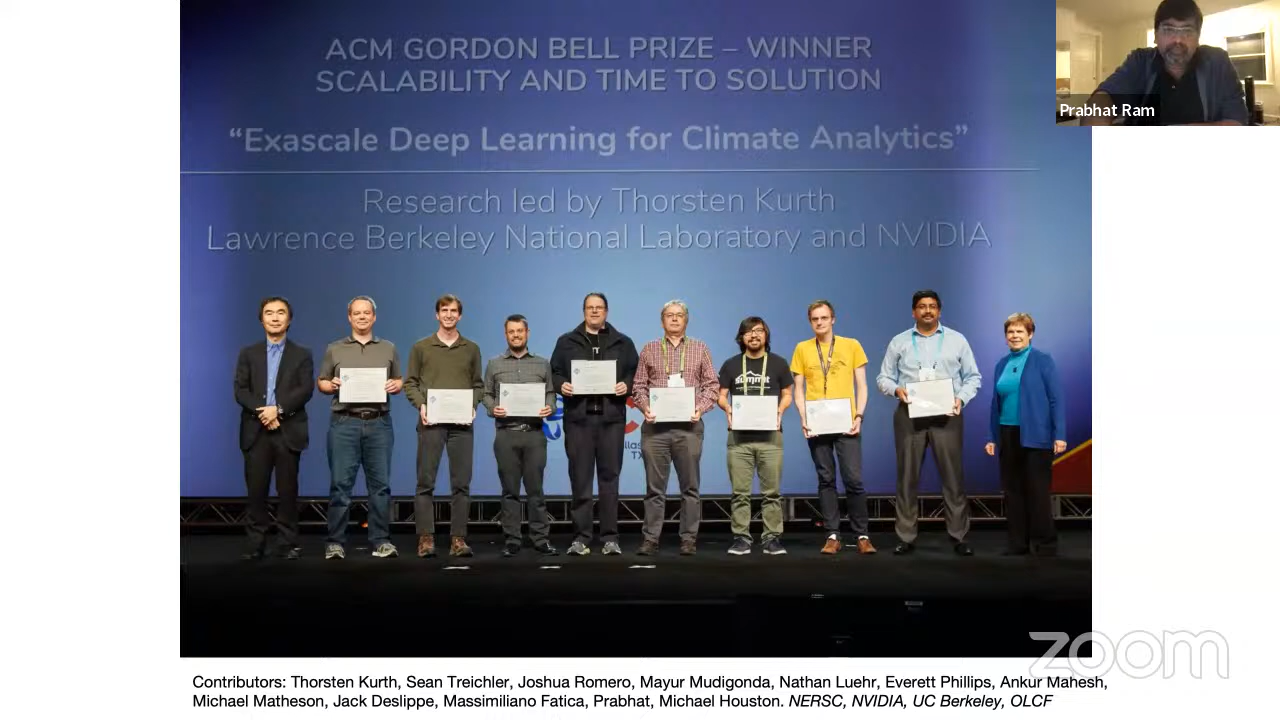 ACM GORDON BELL PRIZE – WINNER
SCALABILITY AND TIME TO SOLUTION
“Exascale Deep Learning for Climate Analytics”
Research led by Thorsten Kurth
Lawrence Berkeley National Laboratory and NVIDIA
Prabhat Ram
summit
TX
zoom
Contributors: Thorsten Kurth, Sean Treichler, Joshua Romero, Mayur Mudigonda, Nathan Luehr, Everett Phillips, Ankur Mahesh,
Michael Matheson, Jack Deslippe, Massimiliano Fatica, Prabhat, Michael Houston. NERSC, NVIDIA, UC Berkeley, OLCF